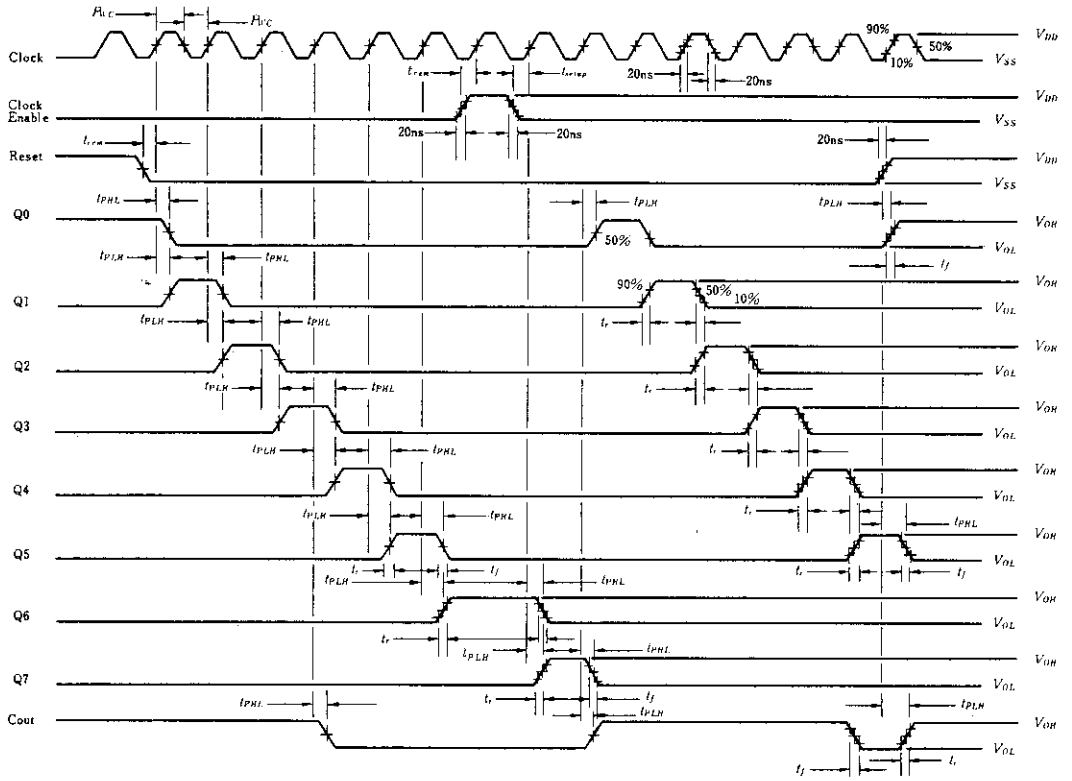 PWC PWC
90% VDD
Clock 50%
10% VSS
trem tsetup 20ns 20ns
Clock VDD
Enable VSS
20ns 20ns
trem 20ns
Reset VDD
VSS
tPHL tPLH tPLH
Q0 VOH
50% VOL
tPLH tPHL tf
Q1 90% 50% VOH
10% VOL
tPLH tPHL tr
Q2 VOH
VOL
tPLH tPHL tr
Q3 VOH
VOL
tPLH tPHL tr
Q4 VOH
VOL
tPLH tPHL tr tPHL
Q5 VOH
VOL
tr tf tr tf
tPLH tPHL
Q6 VOH
VOL
tr
tPLH tPHL
Q7 VOH
VOL
tr tf
tPHL tPLH tPLH
Cout VOH
VOL
tf tr